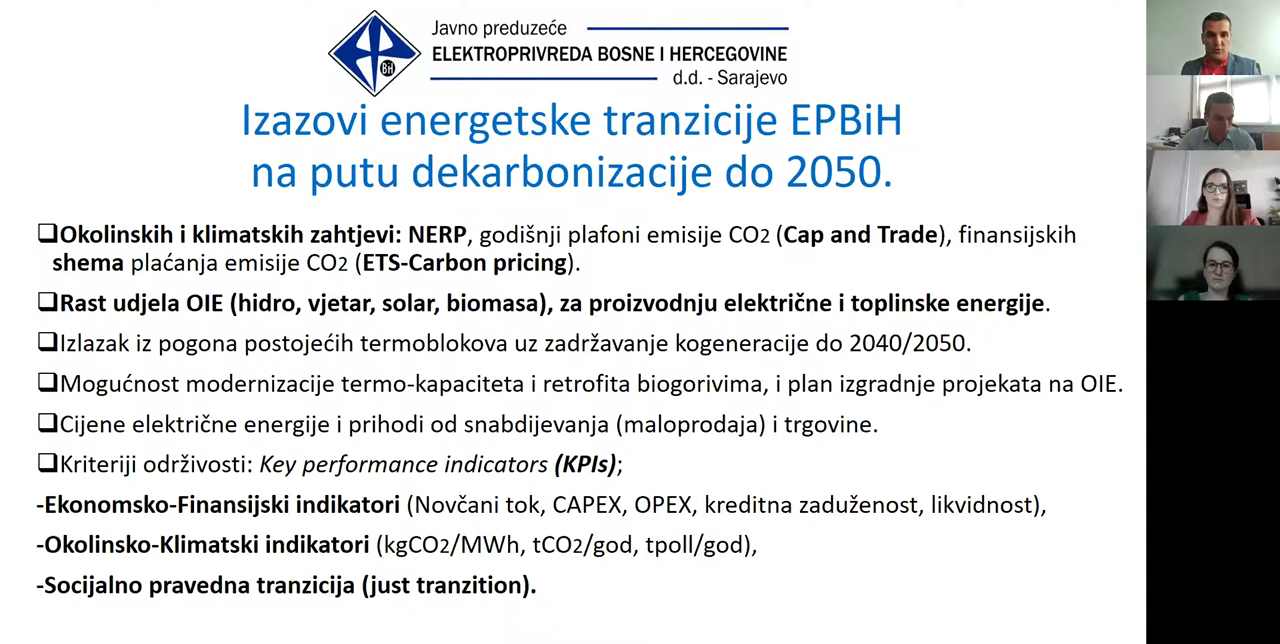 Javno preduzeće
ELEKTROPRIVREDA BOSNE I HERCEGOVINE
d.d. - Sarajevo
BH
Izazovi energetske tranzicije EPBiH
na putu dekarbonizacije do 2050.
❑Okolinskih i klimatskih zahtjevi: NERP, godišnji plafoni emisije CO2 (Cap and Trade), finansijskih
shema plaćanja emisije CO2 (ETS-Carbon pricing).
❑Rast udjela OIE (hidro, vjetar, solar, biomasa), za proizvodnju električne i toplinske energije.
❑Izlazak iz pogona postojećih termoblokova uz zadržavanje kogeneracije do 2040/2050.
❑Mogućnost modernizacije termo-kapaciteta i retrofita biogorivima, i plan izgradnje projekata na OIE.
❑Cijene električne energije i prihodi od snabdijevanja (maloprodaja) i trgovine.
❑Kriteriji održivosti: Key performance indicators (KPIs);
-Ekonomsko-Finansijski indikatori (Novčani tok, CAPEX, OPEX, kreditna zaduženost, likvidnost),
-Okolinsko-Klimatski indikatori (kgCO2/MWh, tCO2/god, tpoll/god),
-Socijalno pravedna tranzicija (just tranzition).